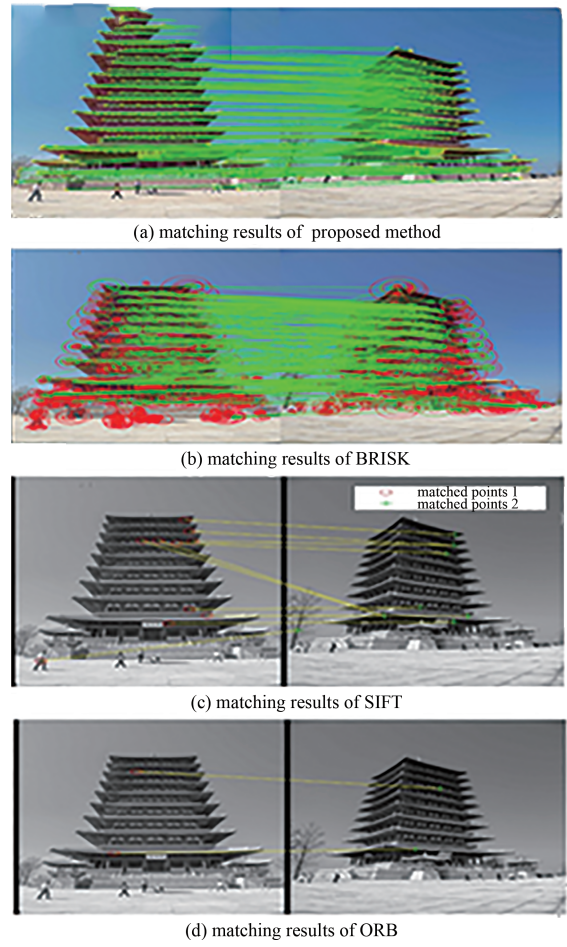 (a) matching results of proposed method
(b) matching results of BRISK
matched points 1
matched points 2
(c) matching results of SIFT
(d) matching results of ORB